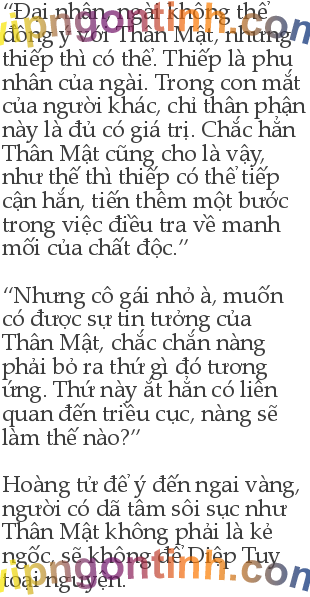 “Đại nhân, ngài không thể
đồng ý với Thân Mật, nhưng
thiếp thì có thể. Thiếp là phu
nhân của ngài. Trong con mắt
của người khác, chỉ thân phận
này là đủ có giá trị. Chắc hẳn
Thân Mật cũng cho là vậy,
như thế thì thiếp có thể tiếp
cận hắn, tiến thêm một bước
trong việc điều tra về manh
mối của chất độc.”
“Nhưng cô gái nhỏ à, muốn
có được sự tin tưởng của
Thân Mật, chắc chắn nàng
phải bỏ ra thứ gì đó tương
ứng. Thứ này ắt hẳn có liên
quan đến triều cục, nàng sẽ
làm thế nào?”
Hoàng tử để ý đến ngai vàng,
người có dã tâm sôi sục như
Thân Mật không phải là kẻ
ngốc, sẽ không để Diệp Tuy
toại nguyện.
vipngontinh.com
vipngontinh.com